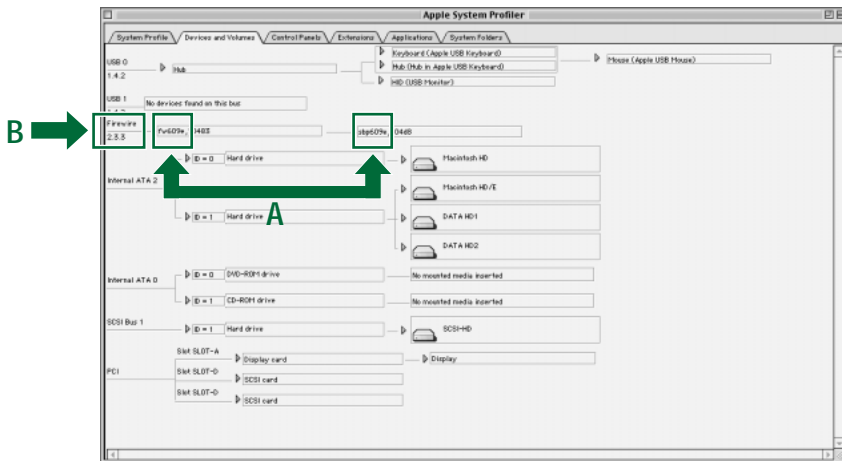 Apple System Profiler
System Profile Devices and Volumes Control Panels Extensions Applications System Folders
USB 0
1.4.2
Hub
Keyboard (Apple USB Keyboard)
Hub (Hub in Apple USB Keyboard)
HID (USB Monitor)
Mouse (Apple USB Mouse)
USB 1
No devices found on this bus
B
Firewire
2.3.3
fw609e, 0483
sbp609e, 04d8
A
Internal ATA 2
ID = 0 Hard drive
Macintosh HD
ID = 1 Hard drive
Macintosh HD/E
DATA HD1
DATA HD2
Internal ATA 0
ID = 0 DVD-ROM drive
No mounted media inserted
ID = 1 CD-ROM drive
No mounted media inserted
SCSI Bus 1
ID = 1 Hard drive
SCSI-HD
PCI
Slot SLOT-A
Display card
Display
Slot SLOT-D
SCSI card
Slot SLOT-D
SCSI card